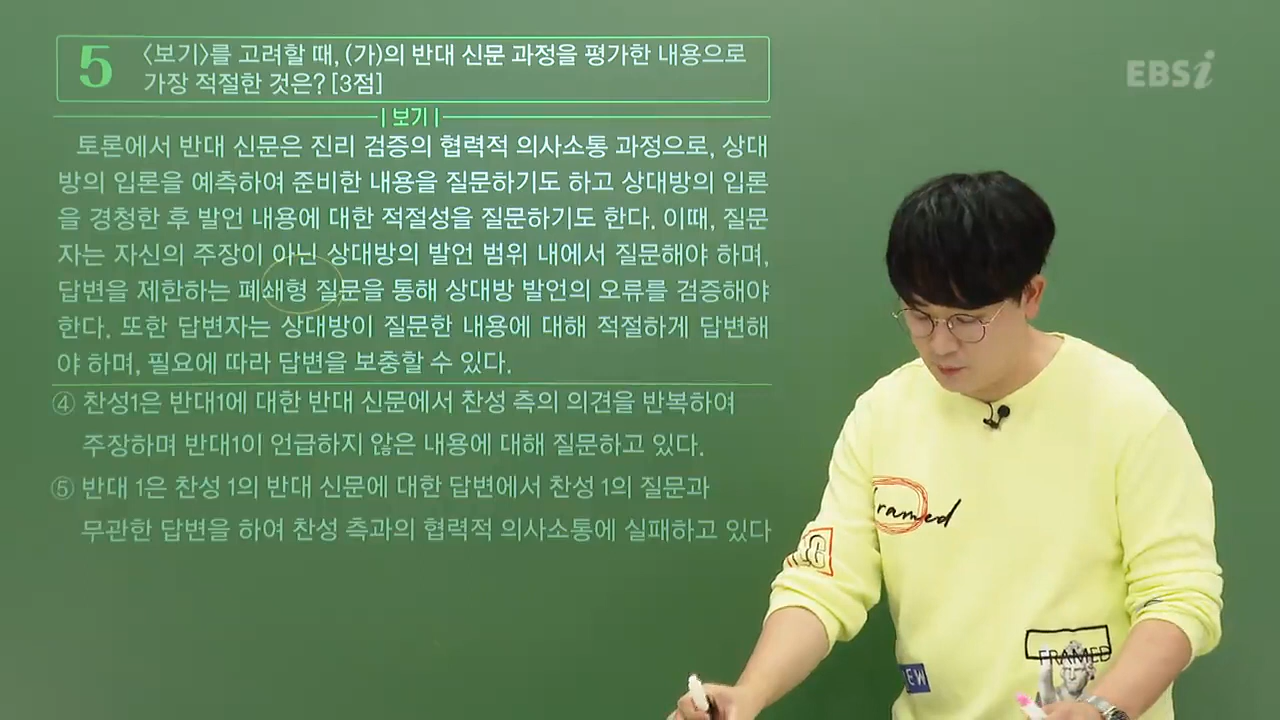 5
〈보기〉를 고려할 때, (가)의 반대 신문 과정을 평가한 내용으로
가장 적절한 것은? [3점]
| 보기 |
토론에서 반대 신문은 진리 검증의 협력적 의사소통 과정으로, 상대
방의 입론을 예측하여 준비한 내용을 질문하기도 하고 상대방의 입론
을 경청한 후 발언 내용에 대한 적절성을 질문하기도 한다. 이때, 질문
자는 자신의 주장이 아닌 상대방의 발언 범위 내에서 질문해야 하며,
답변을 제한하는 폐쇄형 질문을 통해 상대방 발언의 오류를 검증해야
한다. 또한 답변자는 상대방이 질문한 내용에 대해 적절하게 답변해
야 하며, 필요에 따라 답변을 보충할 수 있다.
④ 찬성1은 반대1에 대한 반대 신문에서 찬성 측의 의견을 반복하여
주장하며 반대1이 언급하지 않은 내용에 대해 질문하고 있다.
⑤ 반대 1은 찬성 1의 반대 신문에 대한 답변에서 찬성 1의 질문과
무관한 답변을 하여 찬성 측과의 협력적 의사소통에 실패하고 있다
EBSi
framed
FRAMED
EW